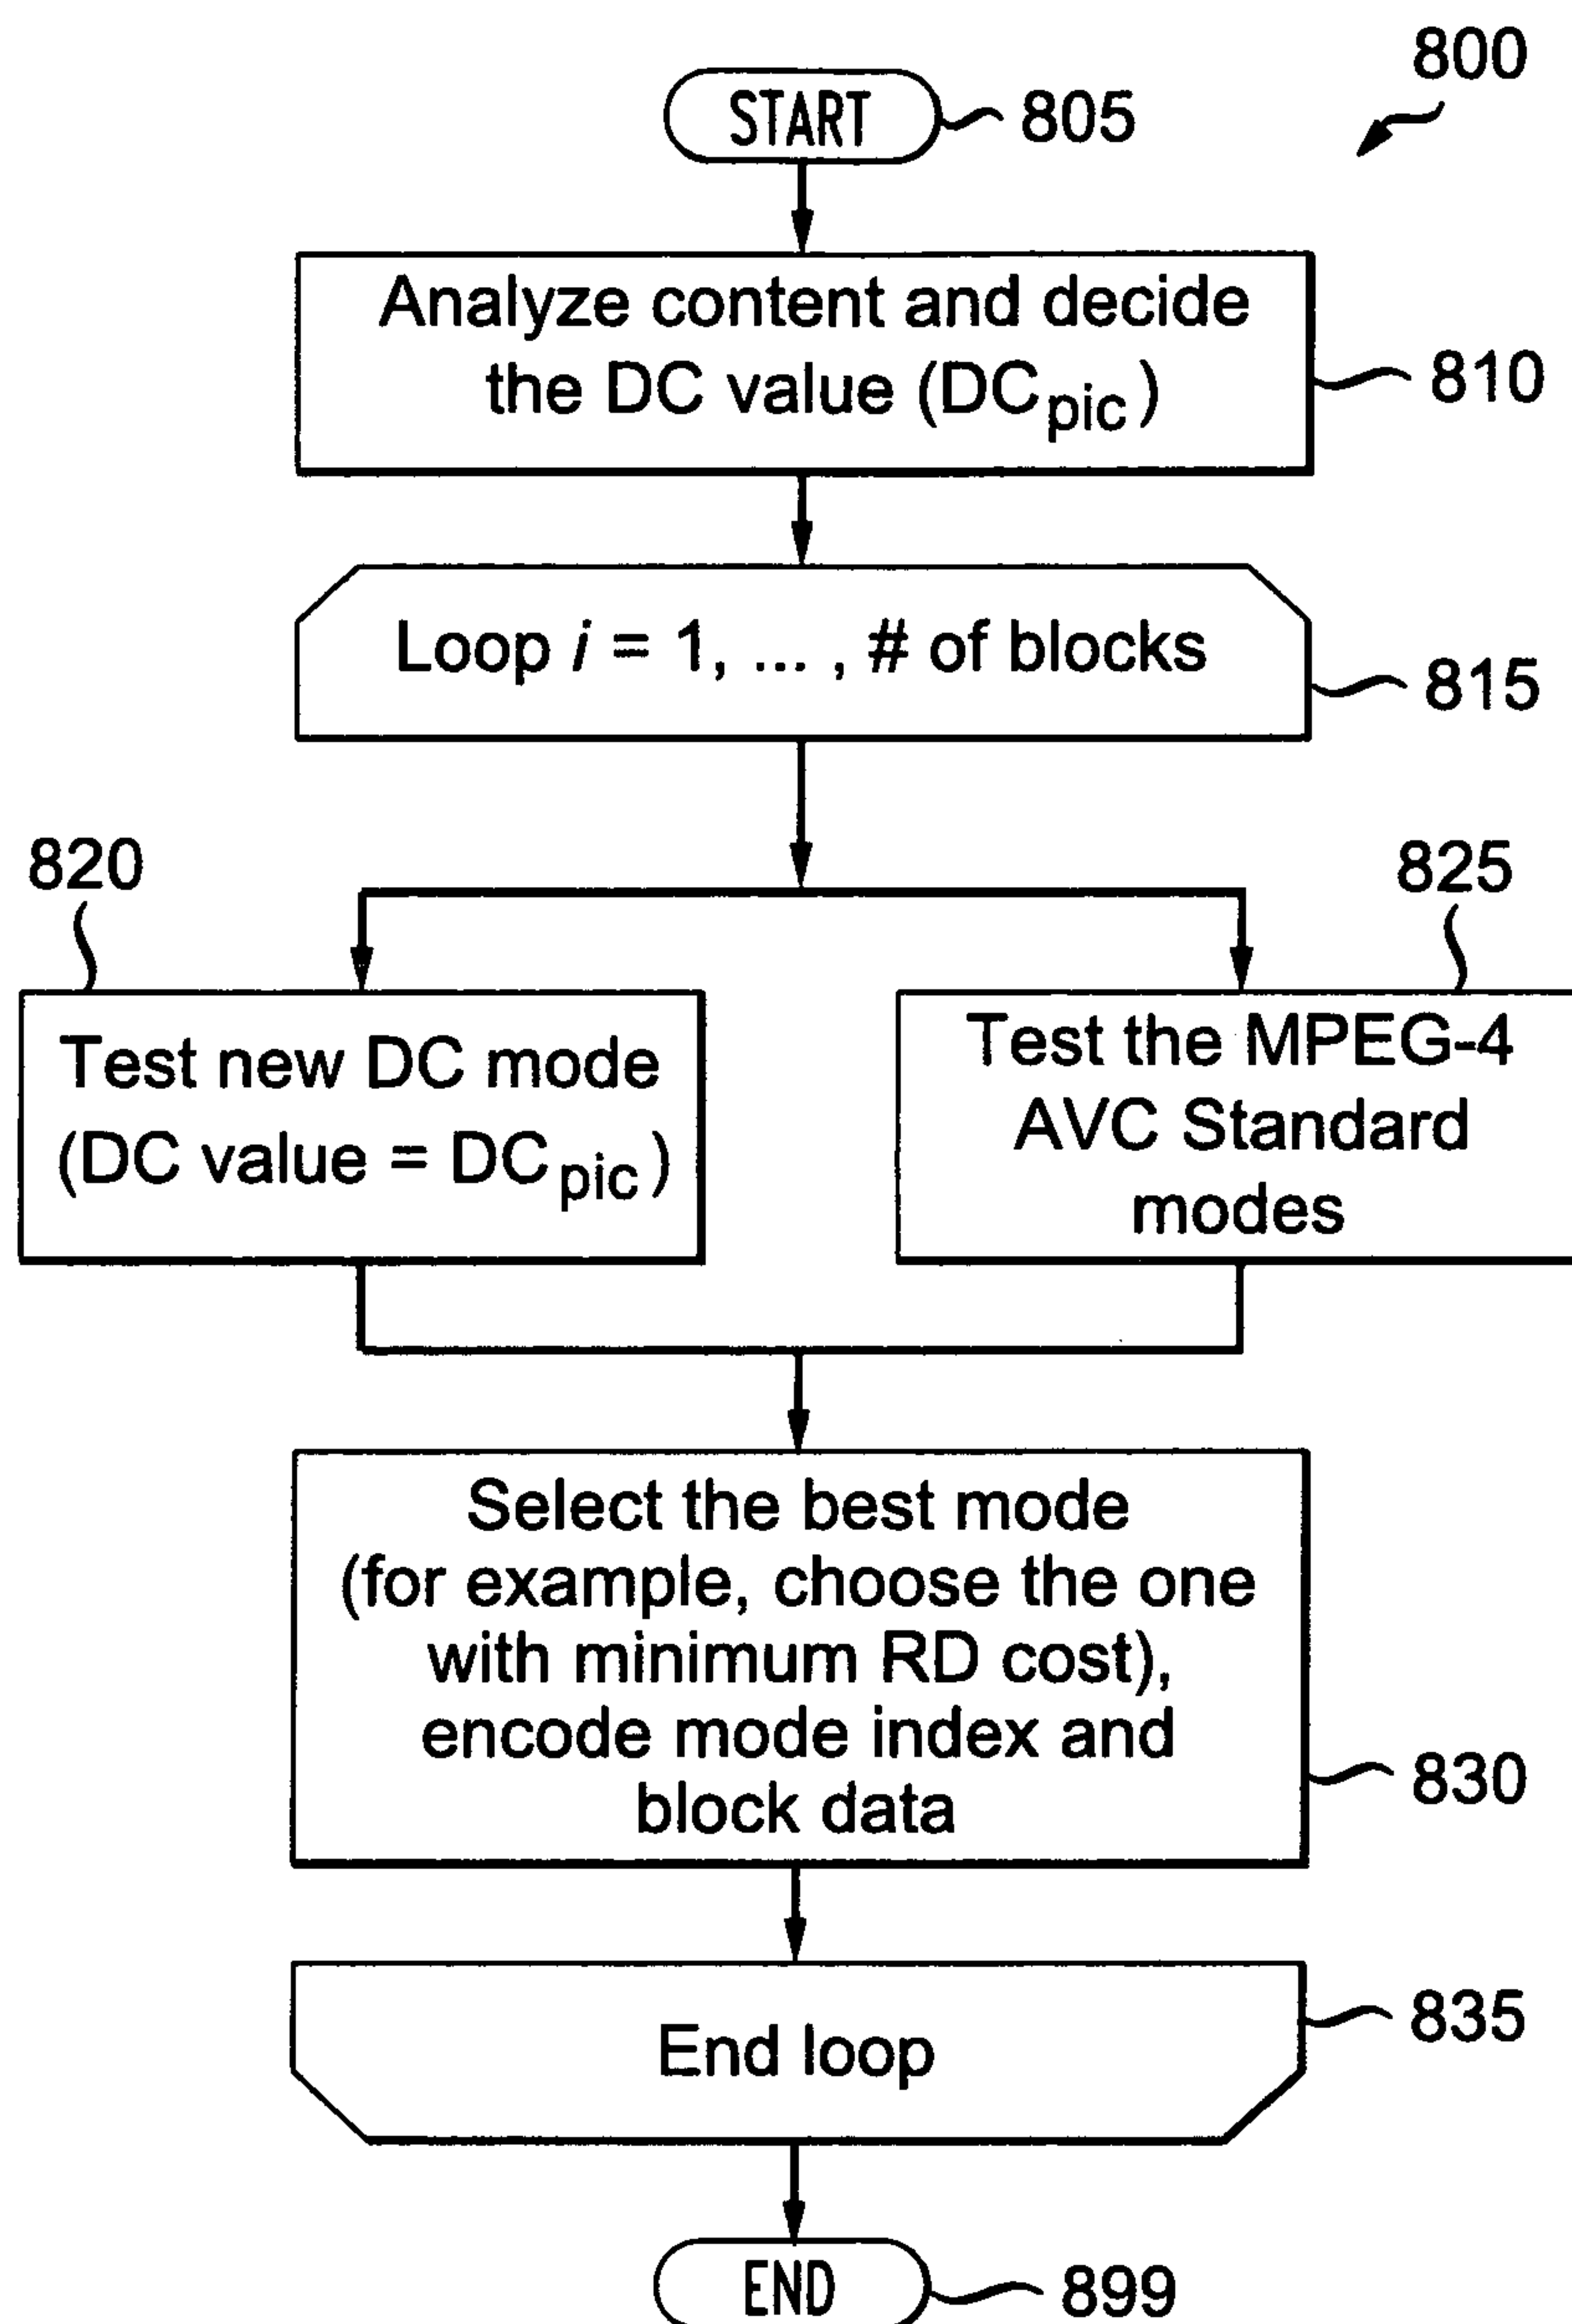 800
START 805
Analyze content and decide
the DC value (DCpic)
810
Loop i = 1, ... , # of blocks
815
820
825
Test new DC mode
(DC value = DCpic)
Test the MPEG-4
AVC Standard
modes
Select the best mode
(for example, choose the one
with minimum RD cost),
encode mode index and
block data
830
End loop
835
END 899